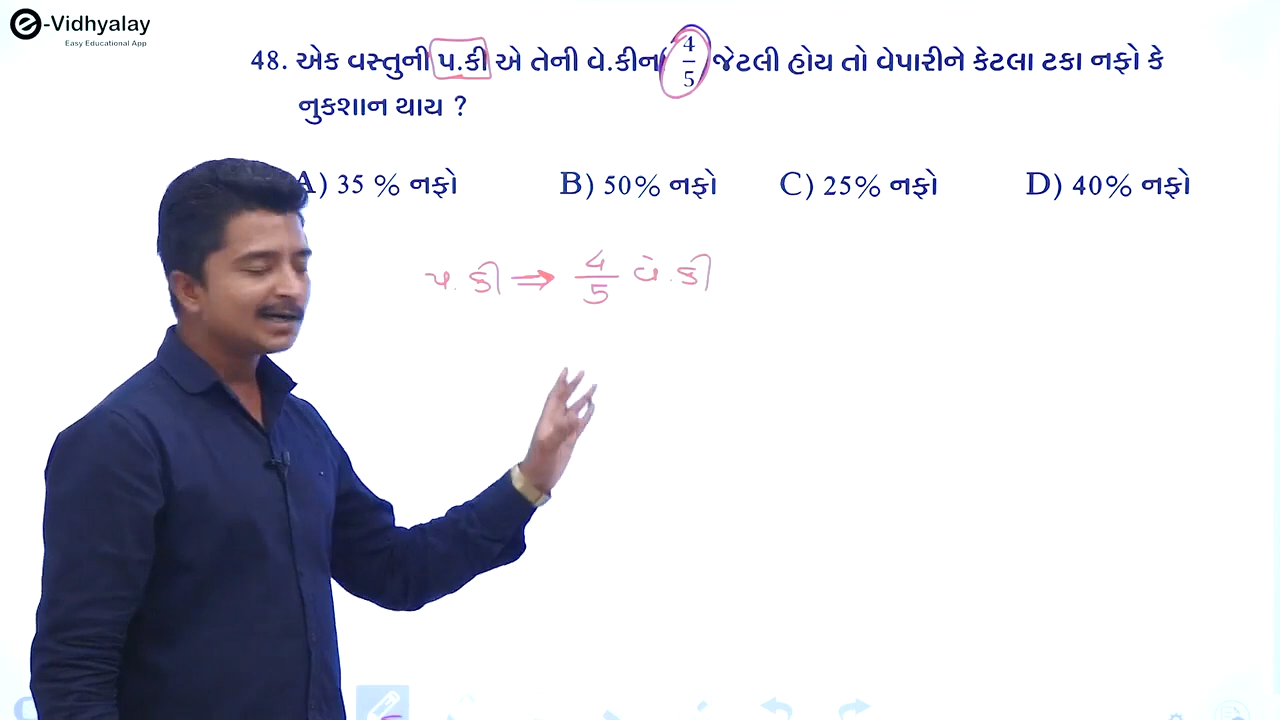 e-Vidhyalay
Easy Educational App
48. એક વસ્તુની પ.કી એ તેની વે.કીના 4/5 જેટલી હોય તો વેપારીને કેટલા ટકા નફો કે
નુકશાન થાય ?
A) 35 % નફો B) 50% નફો C) 25% નફો D) 40% નફો
પ. કી ⇒ 4/5 વે. કી